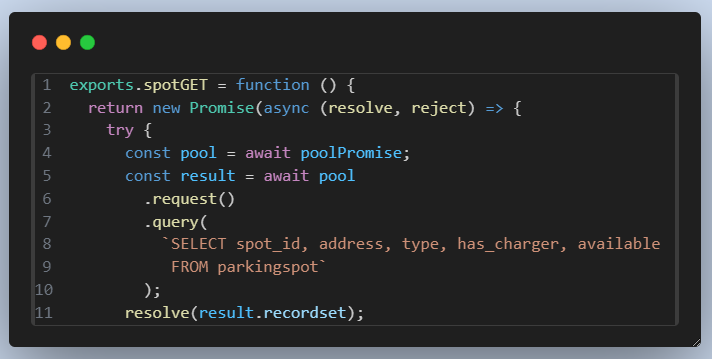 1 exports.spotGET = function () {
2   return new Promise(async (resolve, reject) => {
3     try {
4       const pool = await poolPromise;
5       const result = await pool
6         .request()
7         .query(
8           `SELECT spot_id, address, type, has_charger, available
9            FROM parkingspot`
10         );
11       resolve(result.recordset);